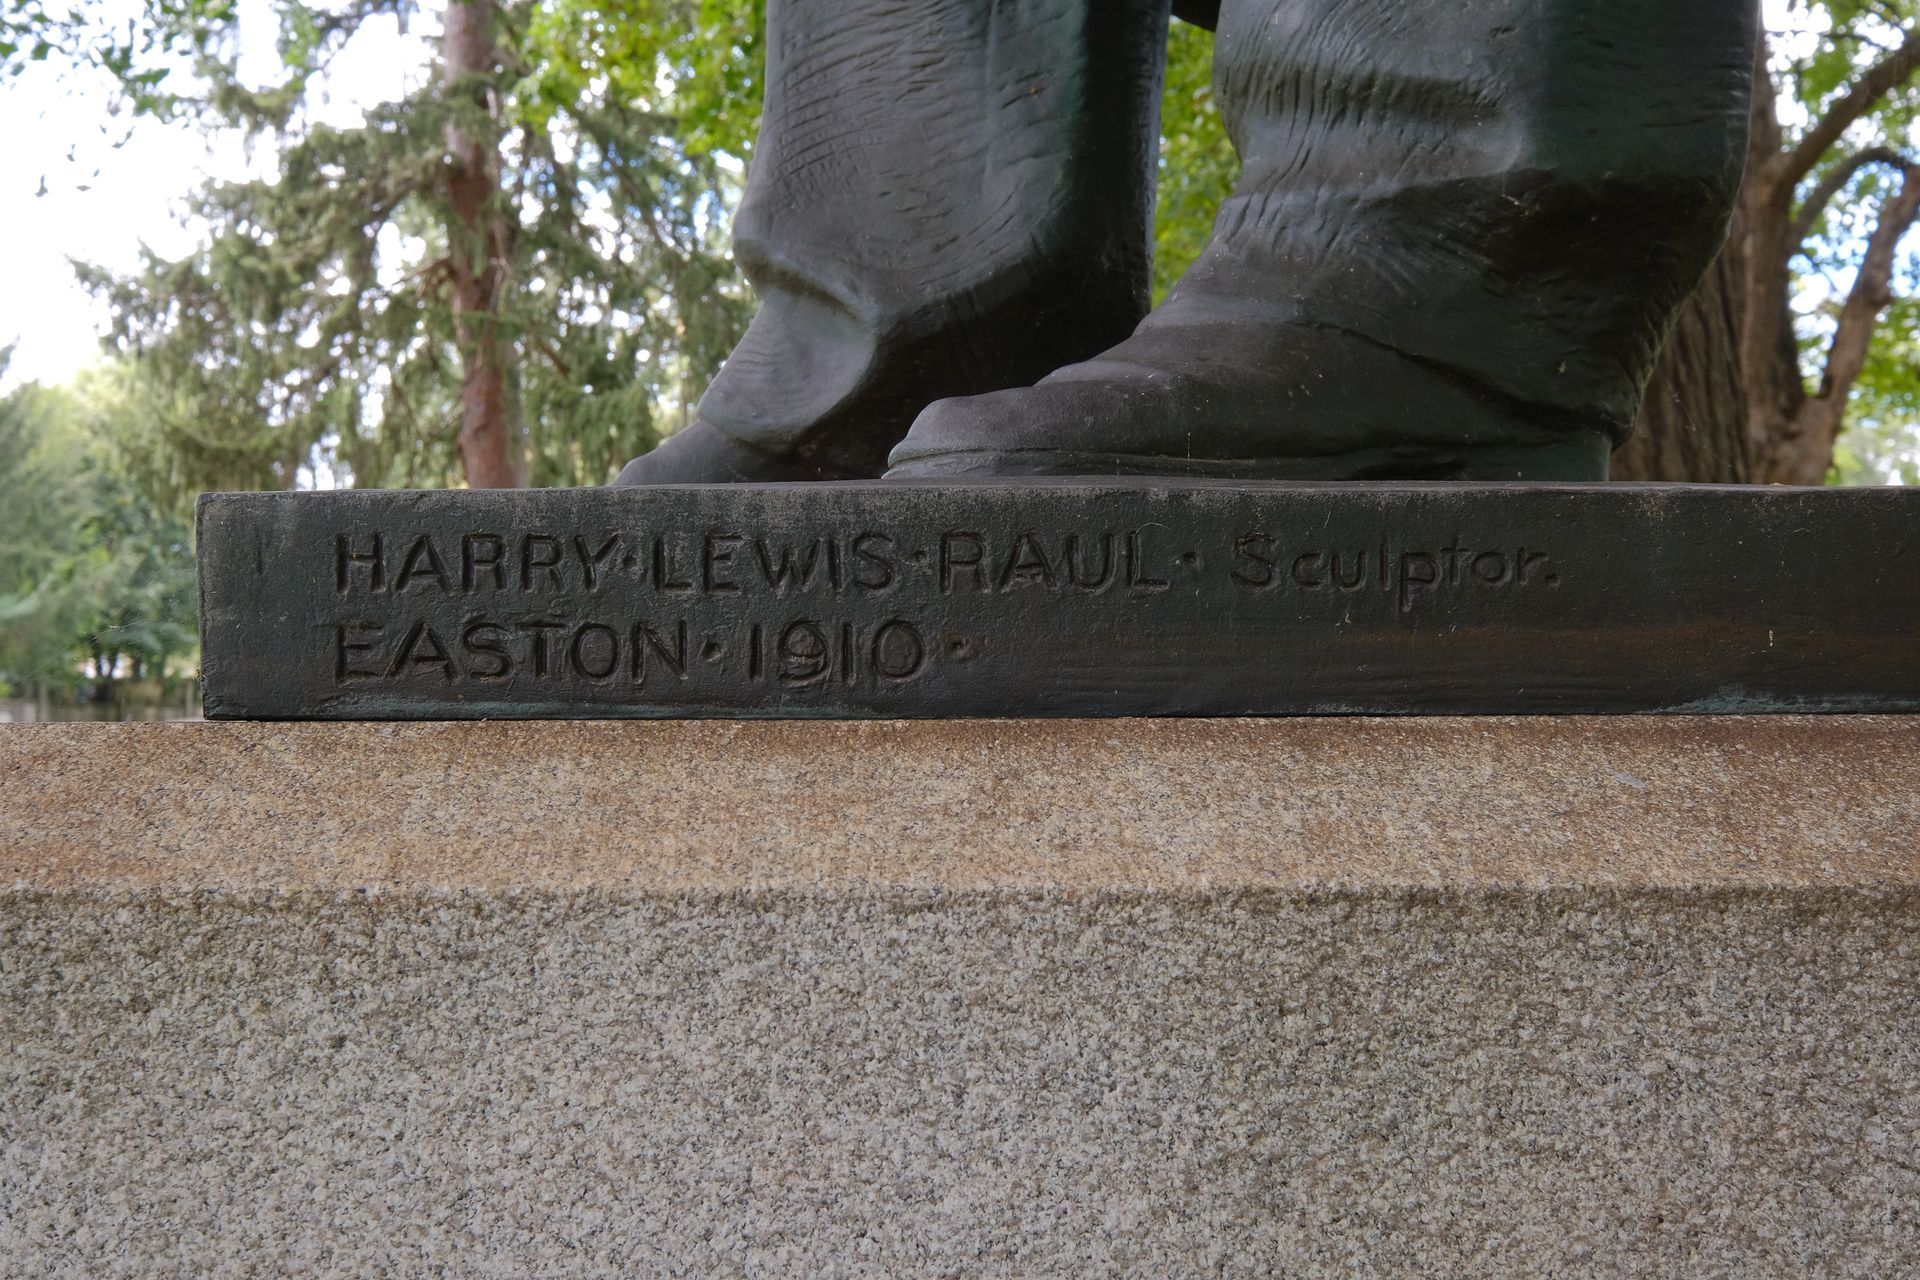 HARRY·LEWIS·RAUL· Sculptor.
EASTON·1910·